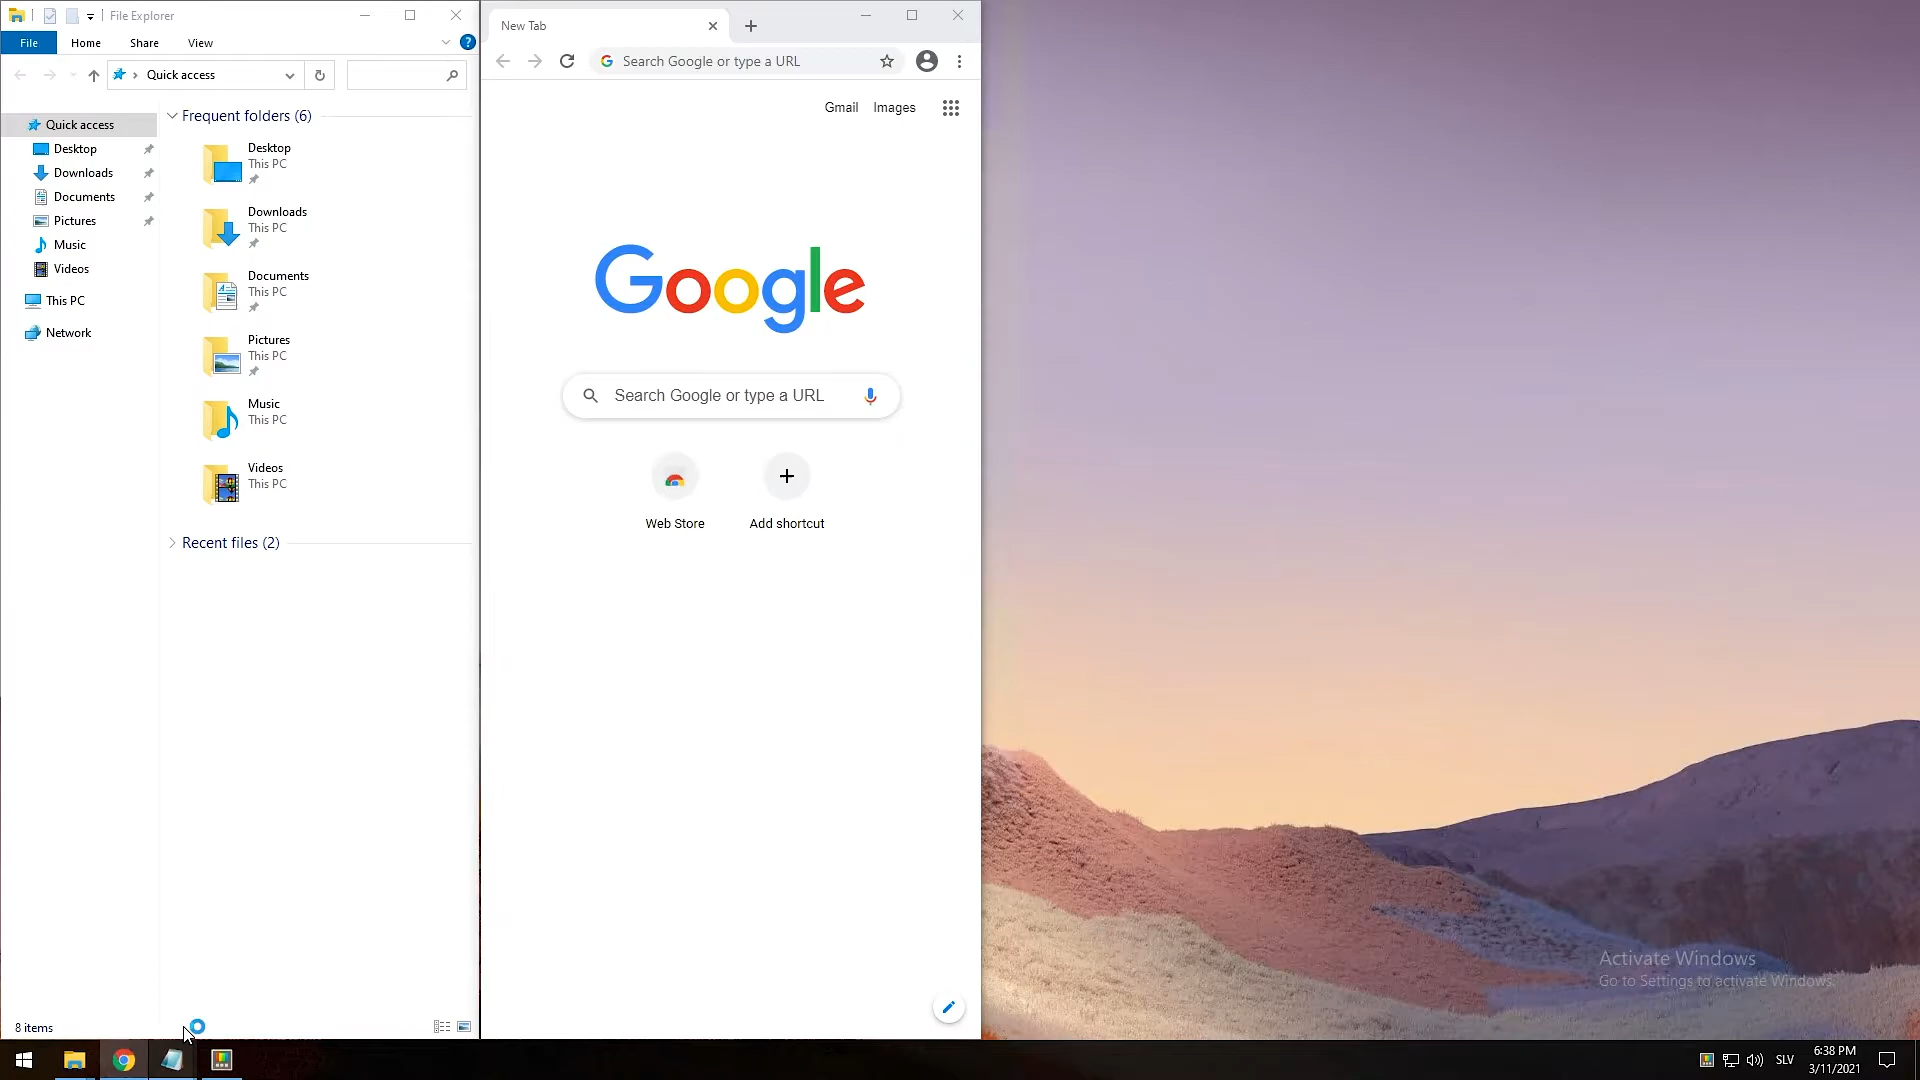 File Explorer
File
Home
Share
View
?
Quick access
Quick access
Desktop
Downloads
Documents
Pictures
Music
Videos
This PC
Network
Frequent folders (6)
Desktop
This PC
Downloads
This PC
Documents
This PC
Pictures
This PC
Music
This PC
Videos
This PC
Recent files (2)
8 items
New Tab
Search Google or type a URL
Gmail
Images
Google
Search Google or type a URL
Web Store
Add shortcut
Activate Windows
Go to Settings to activate Windows.
SLV
6:38 PM
3/11/2021